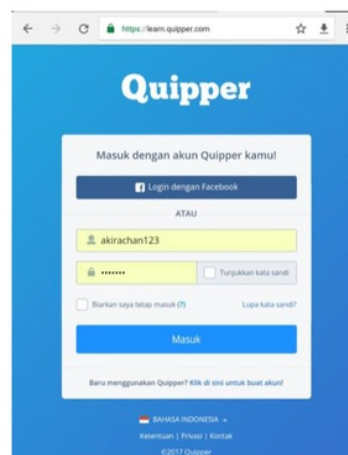 https://learn.quipper.com
Quipper
Masuk dengan akun Quipper kamu!
Login dengan Facebook
ATAU
akirachan123
•••••••
Tunjukkan kata sandi
Biarkan saya tetap masuk (?)
Lupa kata sandi?
Masuk
Baru menggunakan Quipper? Klik di sini untuk buat akun!
BAHASA INDONESIA
Ketentuan | Privasi | Kontak
©2017 Quipper